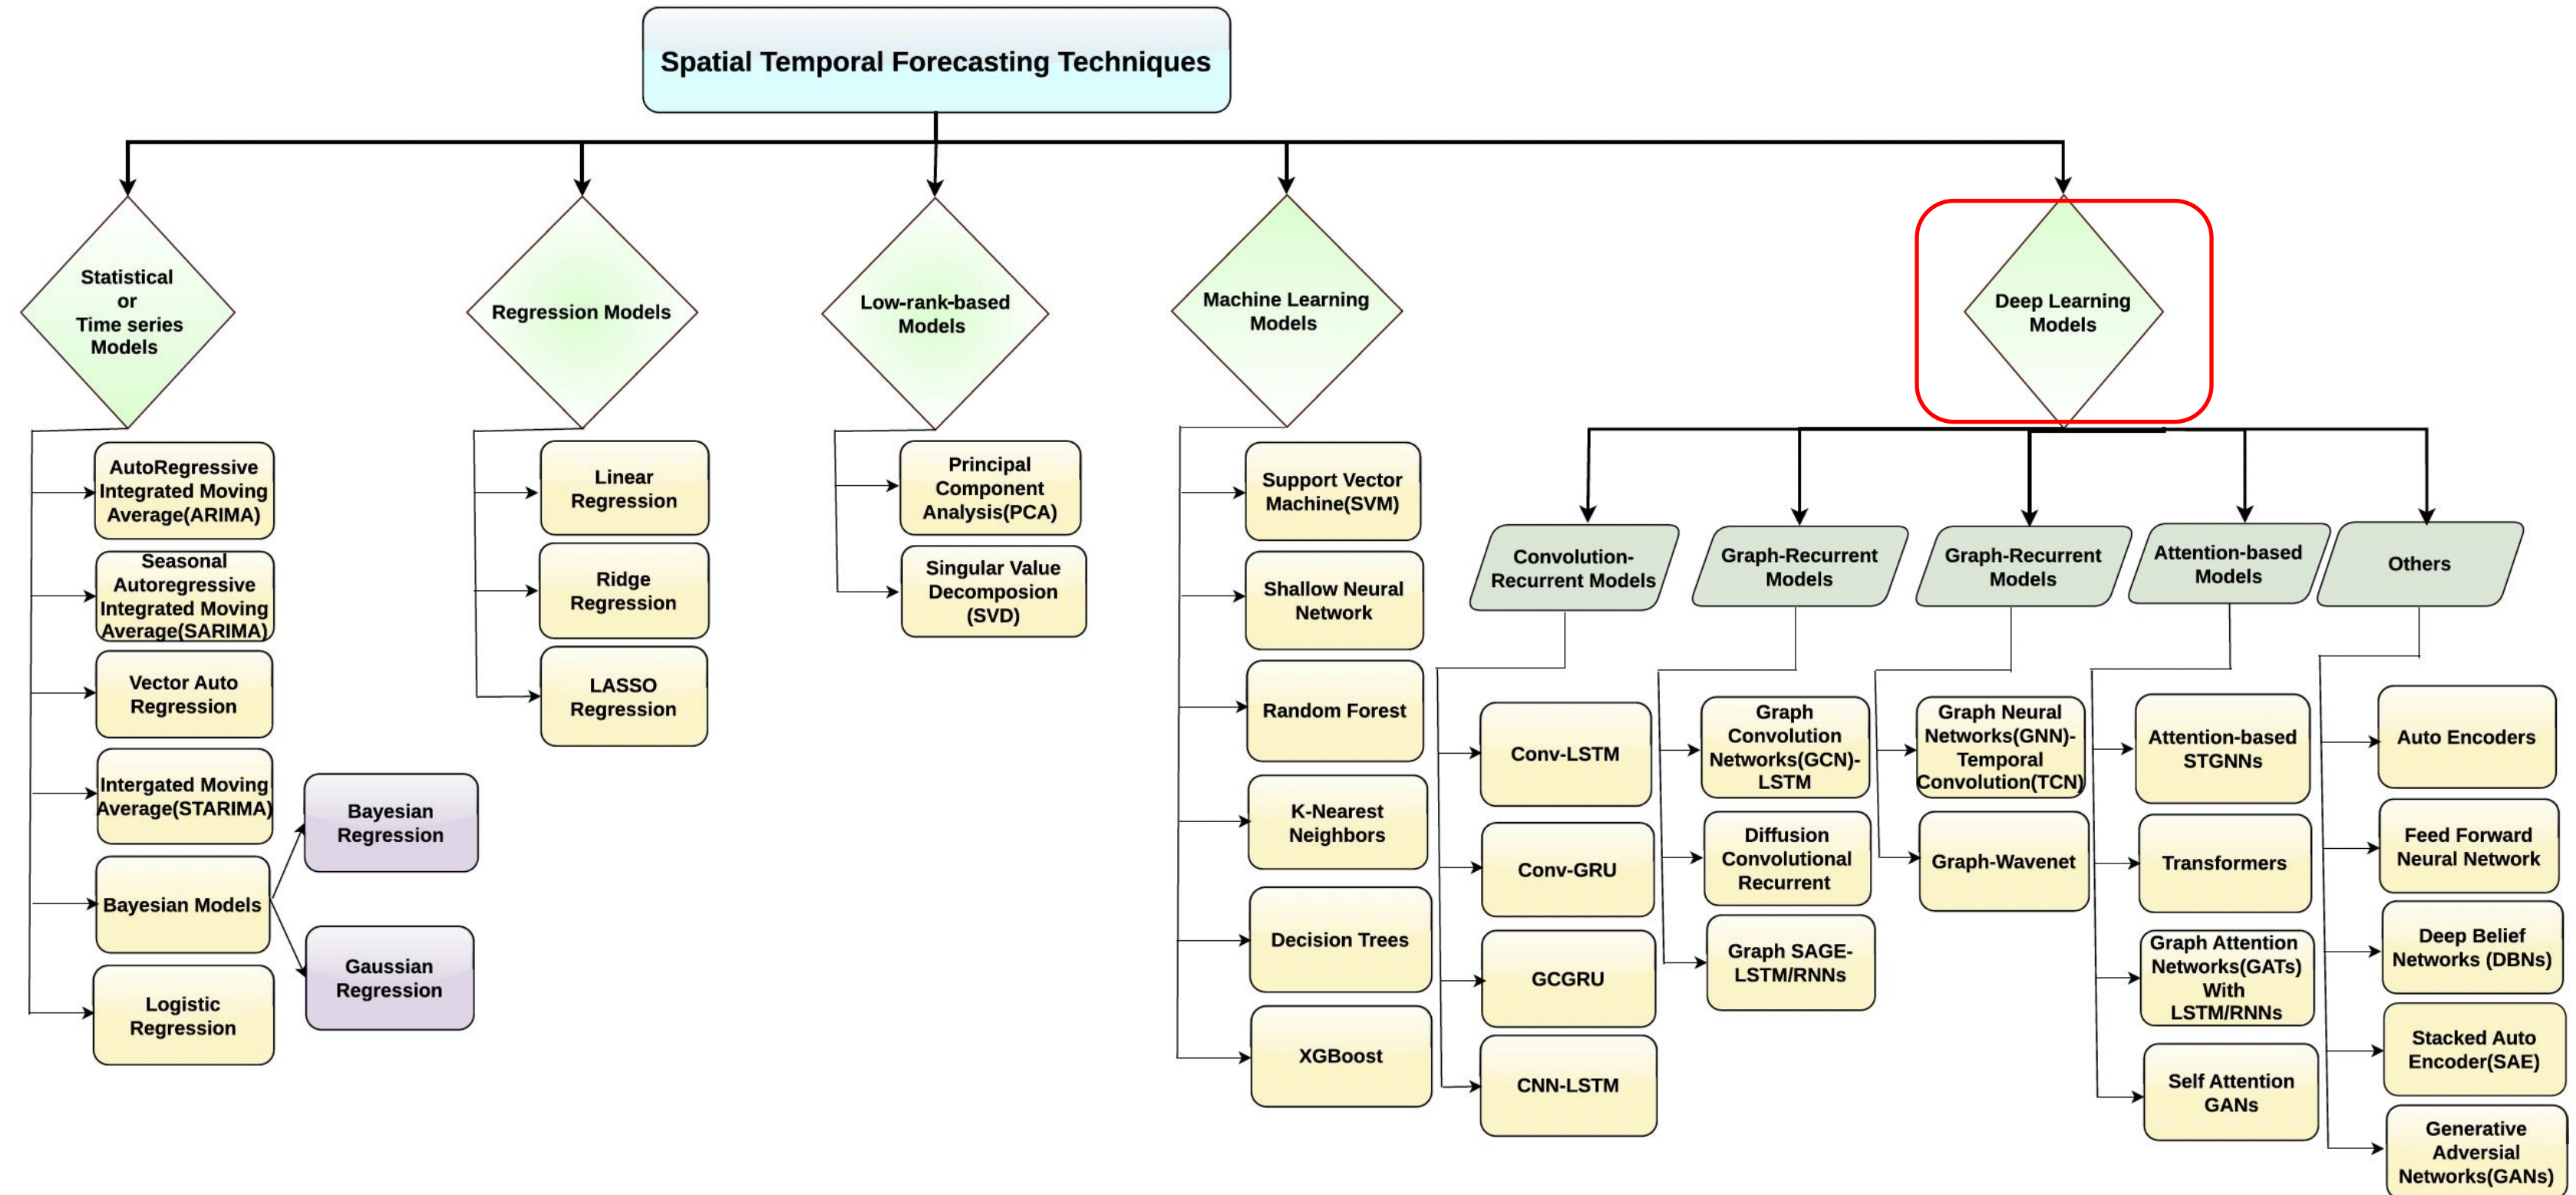 Spatial Temporal Forecasting Techniques
Statistical
or
Time series
Models
Regression Models
Low-rank-based
Models
Machine Learning
Models
Deep Learning
Models
AutoRegressive
Integrated Moving
Average(ARIMA)
Seasonal
Autoregressive
Integrated Moving
Average(SARIMA)
Vector Auto
Regression
Intergated Moving
Average(STARIMA)
Bayesian Models
Logistic
Regression
Bayesian
Regression
Gaussian
Regression
Linear
Regression
Ridge
Regression
LASSO
Regression
Principal
Component
Analysis(PCA)
Singular Value
Decomposion
(SVD)
Support Vector
Machine(SVM)
Shallow Neural
Network
Random Forest
K-Nearest
Neighbors
Decision Trees
XGBoost
Convolution-
Recurrent Models
Conv-LSTM
Conv-GRU
GCGRU
CNN-LSTM
Graph-Recurrent
Models
Graph
Convolution
Networks(GCN)-
LSTM
Diffusion
Convolutional
Recurrent
Graph SAGE-
LSTM/RNNs
Graph-Recurrent
Models
Graph Neural
Networks(GNN)-
Temporal
Convolution(TCN)
Graph-Wavenet
Attention-based
Models
Attention-based
STGNNs
Transformers
Graph Attention
Networks(GATs)
With
LSTM/RNNs
Self Attention
GANs
Others
Auto Encoders
Feed Forward
Neural Network
Deep Belief
Networks (DBNs)
Stacked Auto
Encoder(SAE)
Generative
Adversial
Networks(GANs)